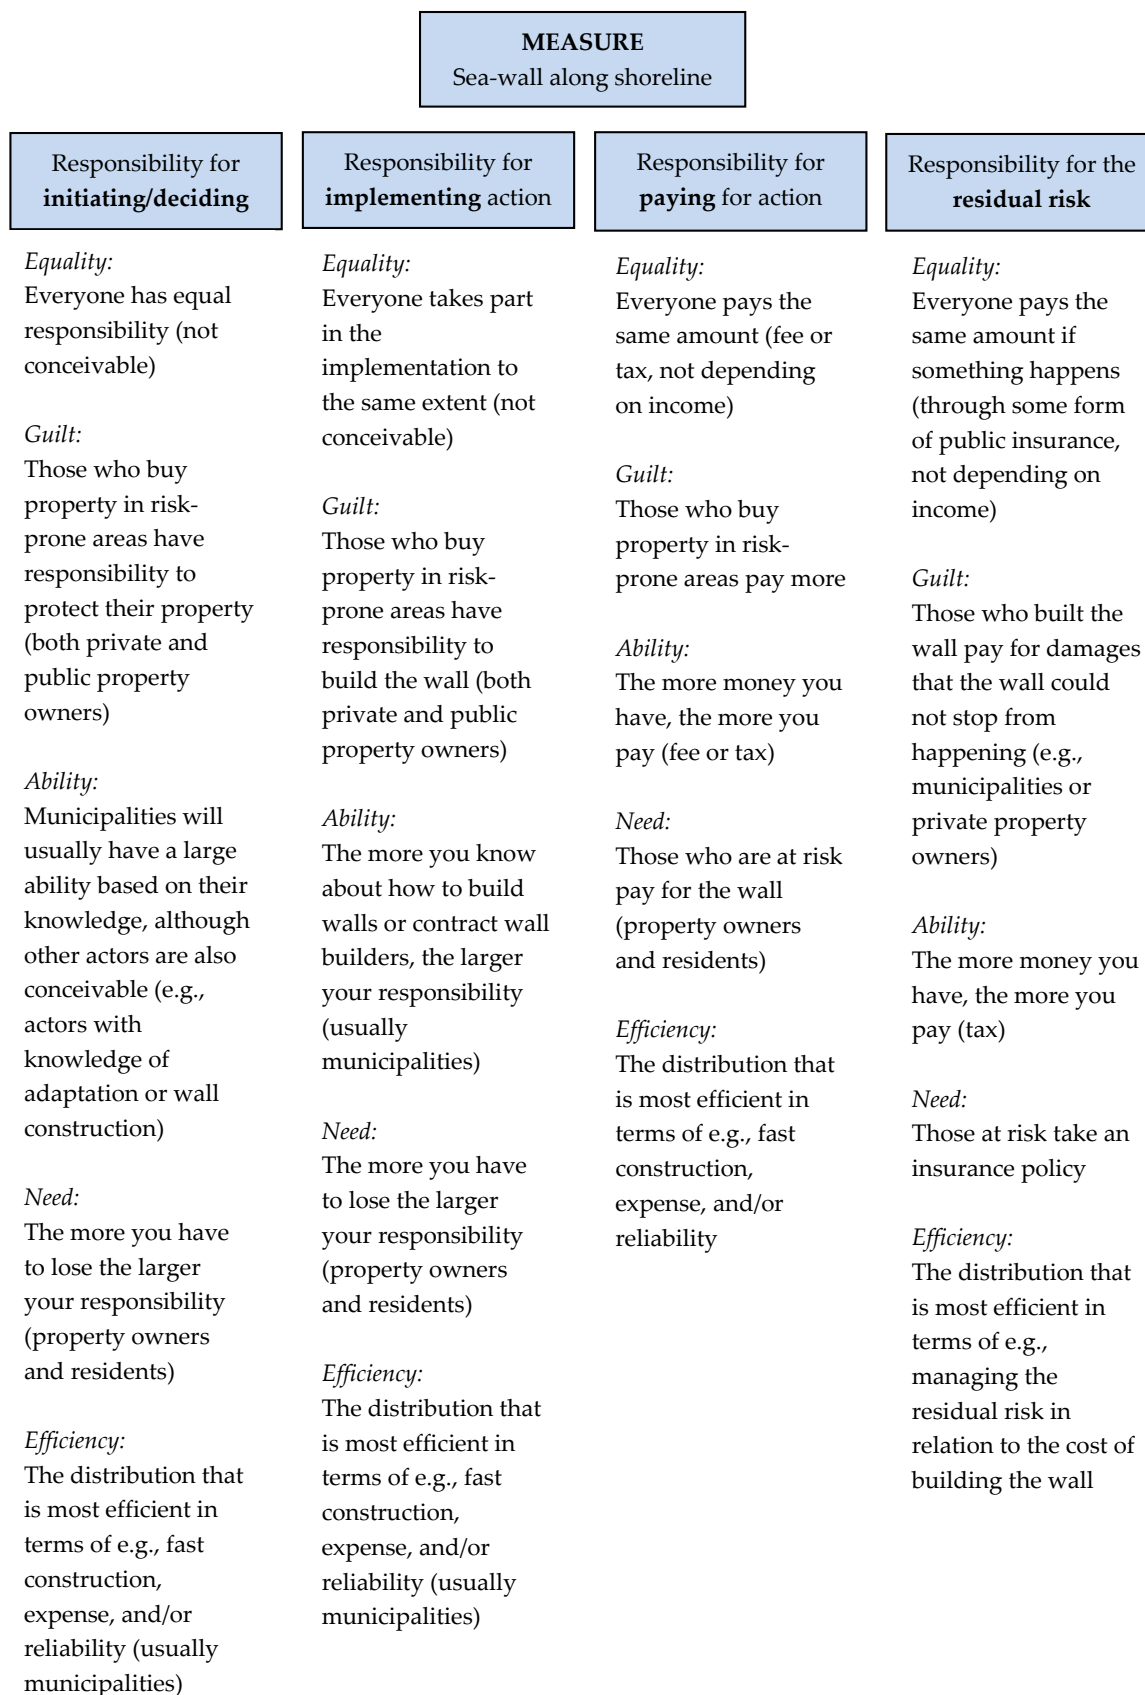 MEASURE
Sea-wall along shoreline
Responsibility for
initiating/deciding
Equality:
Everyone has equal
responsibility (not
conceivable)
Guilt:
Those who buy
property in risk-
prone areas have
responsibility to
protect their property
(both private and
public property
owners)
Ability:
Municipalities will
usually have a large
ability based on their
knowledge, although
other actors are also
conceivable (e.g.,
actors with
knowledge of
adaptation or wall
construction)
Need:
The more you have
to lose the larger
your responsibility
(property owners
and residents)
Efficiency:
The distribution that
is most efficient in
terms of e.g., fast
construction,
expense, and/or
reliability (usually
municipalities)
Responsibility for
implementing action
Equality:
Everyone takes part
in the
implementation to
the same extent (not
conceivable)
Guilt:
Those who buy
property in risk-
prone areas have
responsibility to
build the wall (both
private and public
property owners)
Ability:
The more you know
about how to build
walls or contract wall
builders, the larger
your responsibility
(usually
municipalities)
Need:
The more you have
to lose the larger
your responsibility
(property owners
and residents)
Efficiency:
The distribution that
is most efficient in
terms of e.g., fast
construction,
expense, and/or
reliability (usually
municipalities)
Responsibility for
paying for action
Equality:
Everyone pays the
same amount (fee or
tax, not depending
on income)
Guilt:
Those who buy
property in risk-
prone areas pay more
Ability:
The more money you
have, the more you
pay (fee or tax)
Need:
Those who are at risk
pay for the wall
(property owners
and residents)
Efficiency:
The distribution that
is most efficient in
terms of e.g., fast
construction,
expense, and/or
reliability
Responsibility for the
residual risk
Equality:
Everyone pays the
same amount if
something happens
(through some form
of public insurance,
not depending on
income)
Guilt:
Those who built the
wall pay for damages
that the wall could
not stop from
happening (e.g.,
municipalities or
private property
owners)
Ability:
The more money you
have, the more you
pay (tax)
Need:
Those at risk take an
insurance policy
Efficiency:
The distribution that
is most efficient in
terms of e.g.,
managing the
residual risk in
relation to the cost of
building the wall